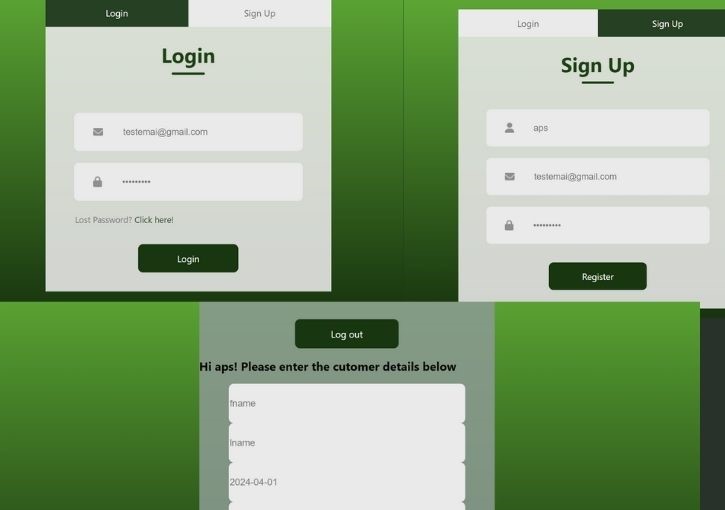 Login
Sign Up
Login
testemai@gmail.com
•••••••••
Lost Password? Click here!
Login
Login
Sign Up
Sign Up
aps
testemai@gmail.com
•••••••••
Register
Log out
Hi aps! Please enter the cutomer details below
fname
lname
2024-04-01